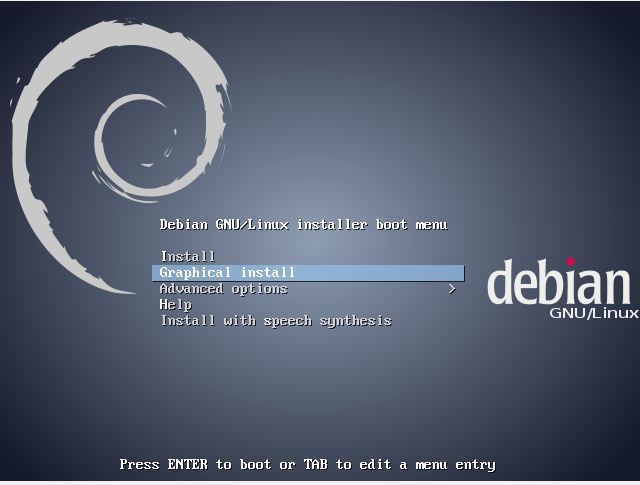 Debian GNU/Linux installer boot menu
Install
Graphical install
Advanced options >
Help
Install with speech synthesis
debian
GNU/Linux
Press ENTER to boot or TAB to edit a menu entry